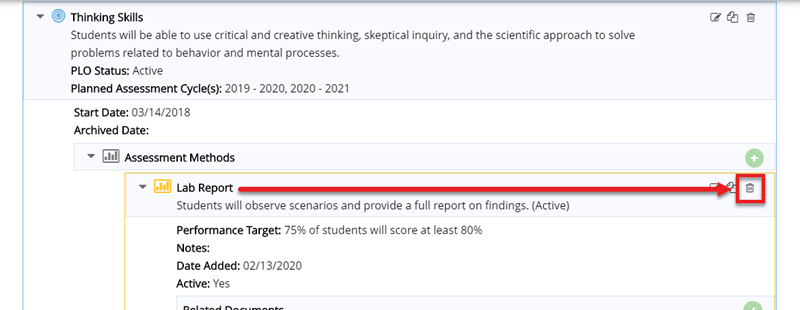 Thinking Skills
Students will be able to use critical and creative thinking, skeptical inquiry, and the scientific approach to solve
problems related to behavior and mental processes.
PLO Status: Active
Planned Assessment Cycle(s): 2019 - 2020, 2020 - 2021
Start Date: 03/14/2018
Archived Date:
Assessment Methods
Lab Report
Students will observe scenarios and provide a full report on findings. (Active)
Performance Target: 75% of students will score at least 80%
Notes:
Date Added: 02/13/2020
Active: Yes
Related Documents